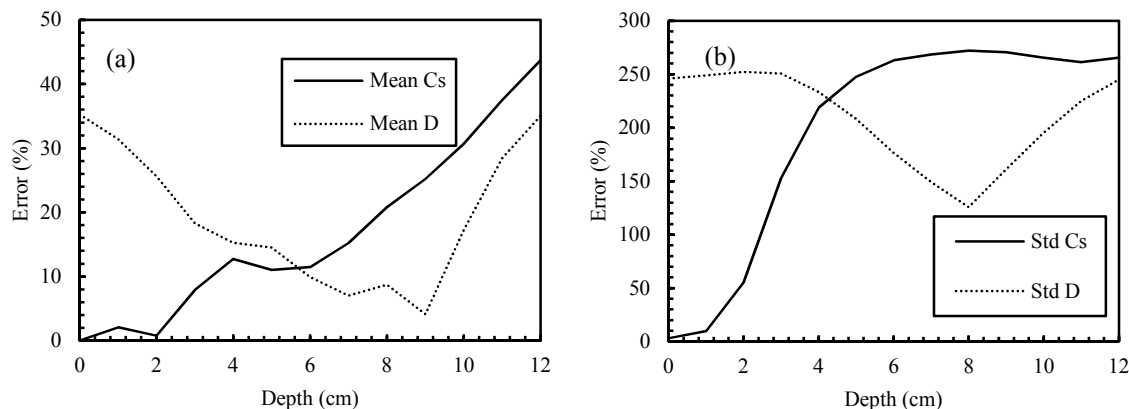 50
40
30
20
10
0
Error (%)
(a)
Mean Cs
Mean D
0 2 4 6 8 10 12
Depth (cm)
300
250
200
150
100
50
0
Error (%)
(b)
Std Cs
Std D
0 2 4 6 8 10 12
Depth (cm)